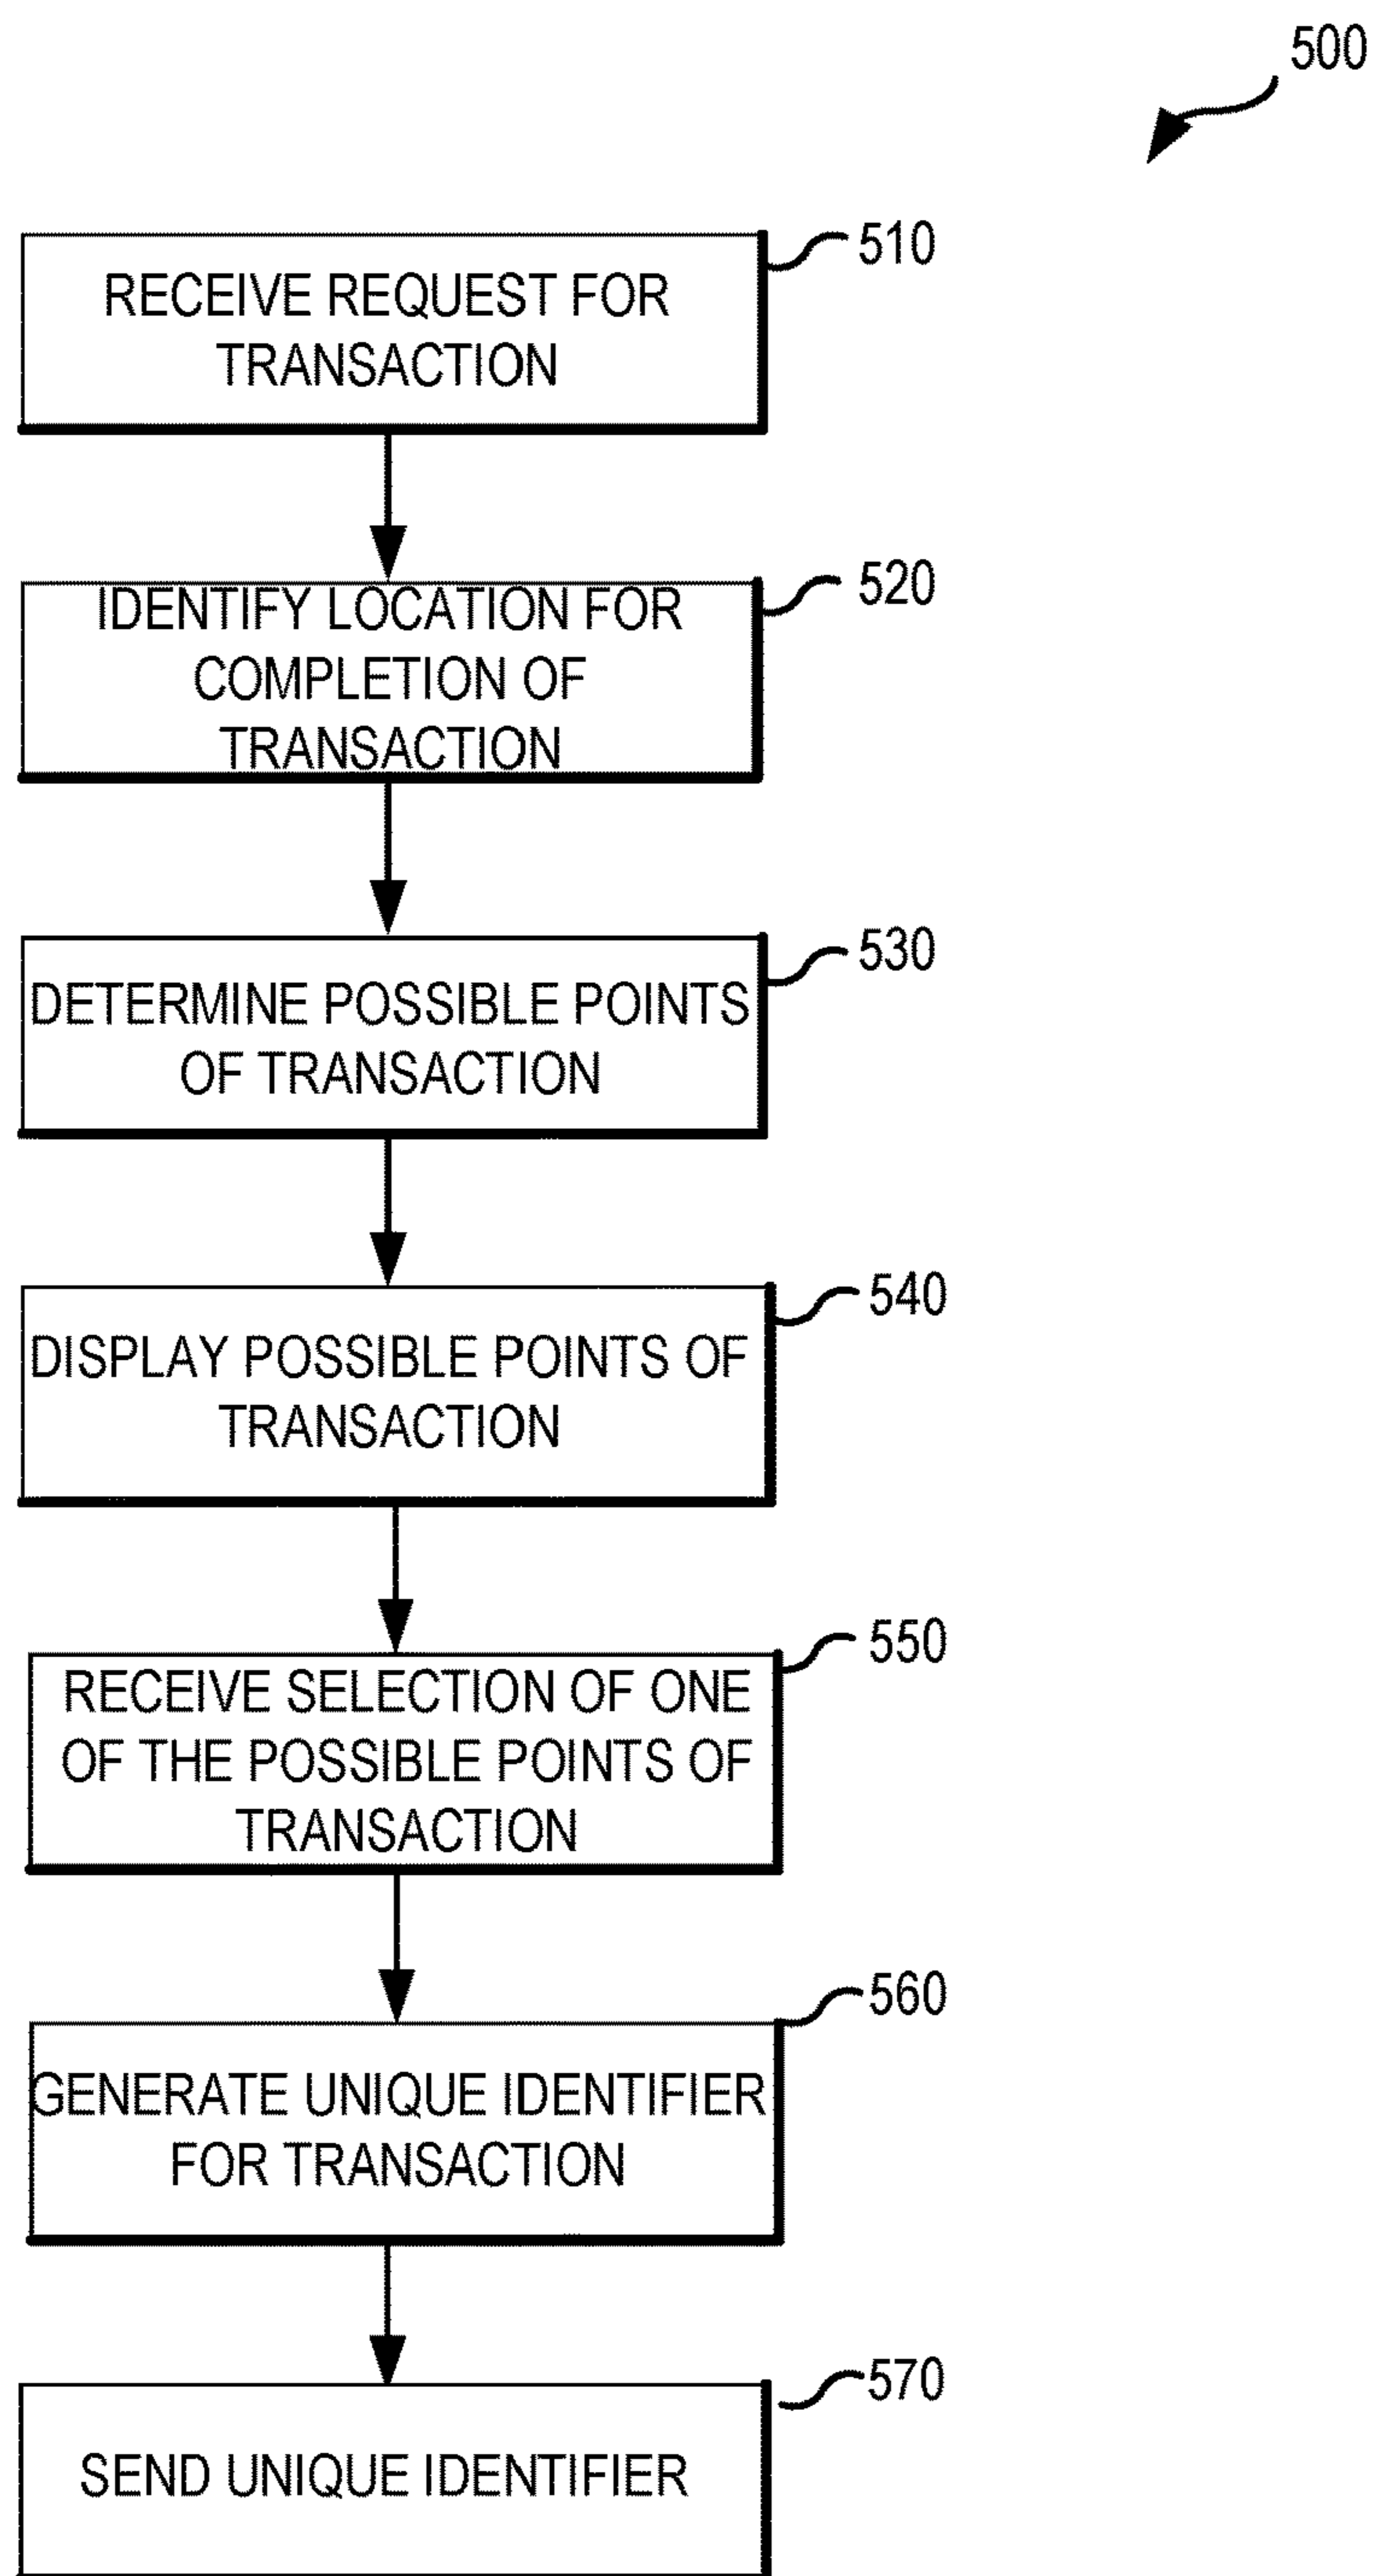 500
510
RECEIVE REQUEST FOR
TRANSACTION
520
IDENTIFY LOCATION FOR
COMPLETION OF
TRANSACTION
530
DETERMINE POSSIBLE POINTS
OF TRANSACTION
540
DISPLAY POSSIBLE POINTS OF
TRANSACTION
550
RECEIVE SELECTION OF ONE
OF THE POSSIBLE POINTS OF
TRANSACTION
560
GENERATE UNIQUE IDENTIFIER
FOR TRANSACTION
570
SEND UNIQUE IDENTIFIER